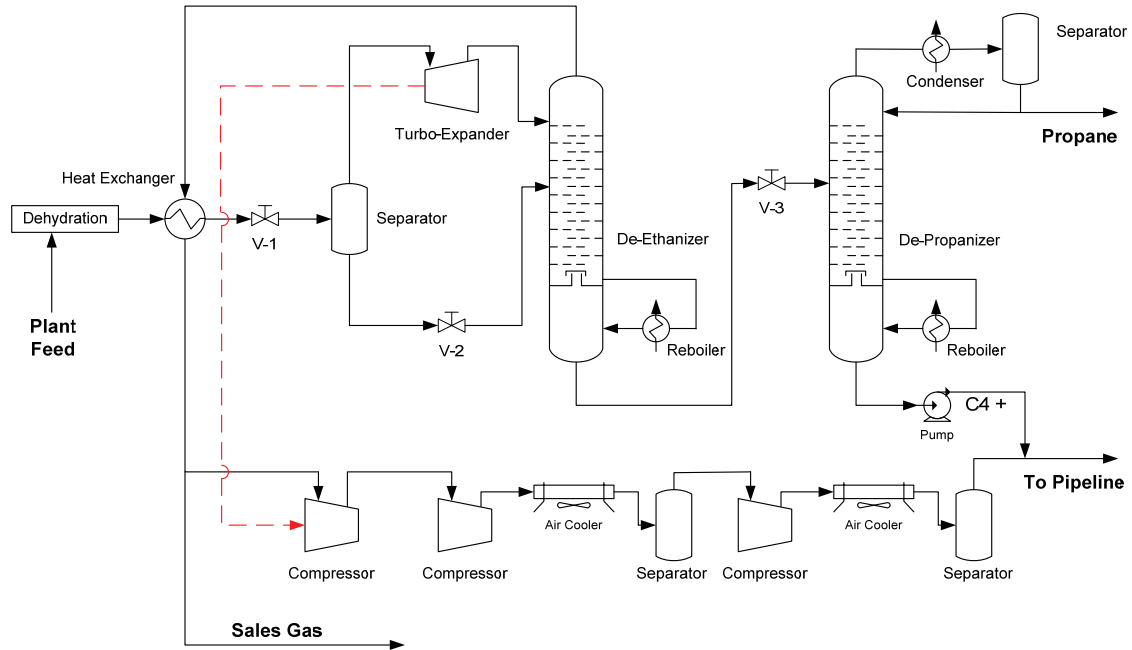 Separator
Condenser
Propane
Turbo-Expander
Heat Exchanger
Dehydration
Separator
V-1
V-3
De-Ethanizer
De-Propanizer
Plant
Feed
V-2
Reboiler
Reboiler
C4 +
Pump
To Pipeline
Air Cooler
Air Cooler
Compressor
Compressor
Separator
Compressor
Separator
Sales Gas